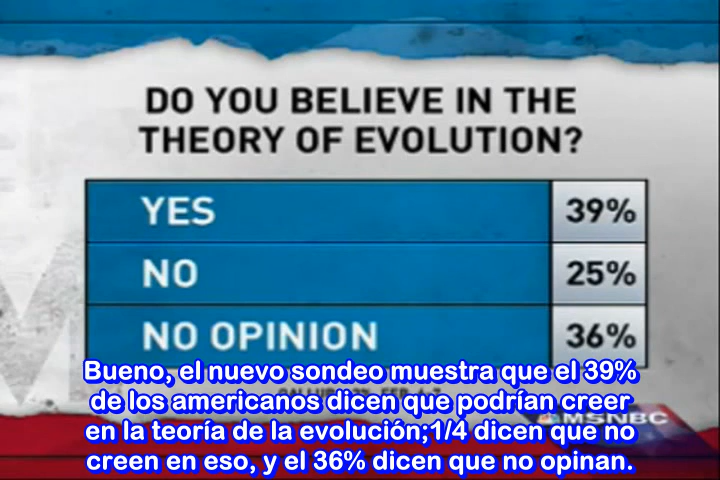 DO YOU BELIEVE IN THE
THEORY OF EVOLUTION?
YES 39%
NO 25%
NO OPINION 36%
Bueno, el nuevo sondeo muestra que el 39%
de los americanos dicen que podrían creer
en la teoría de la evolución;1/4 dicen que no
creen en eso, y el 36% dicen que no opinan.
MSNBC